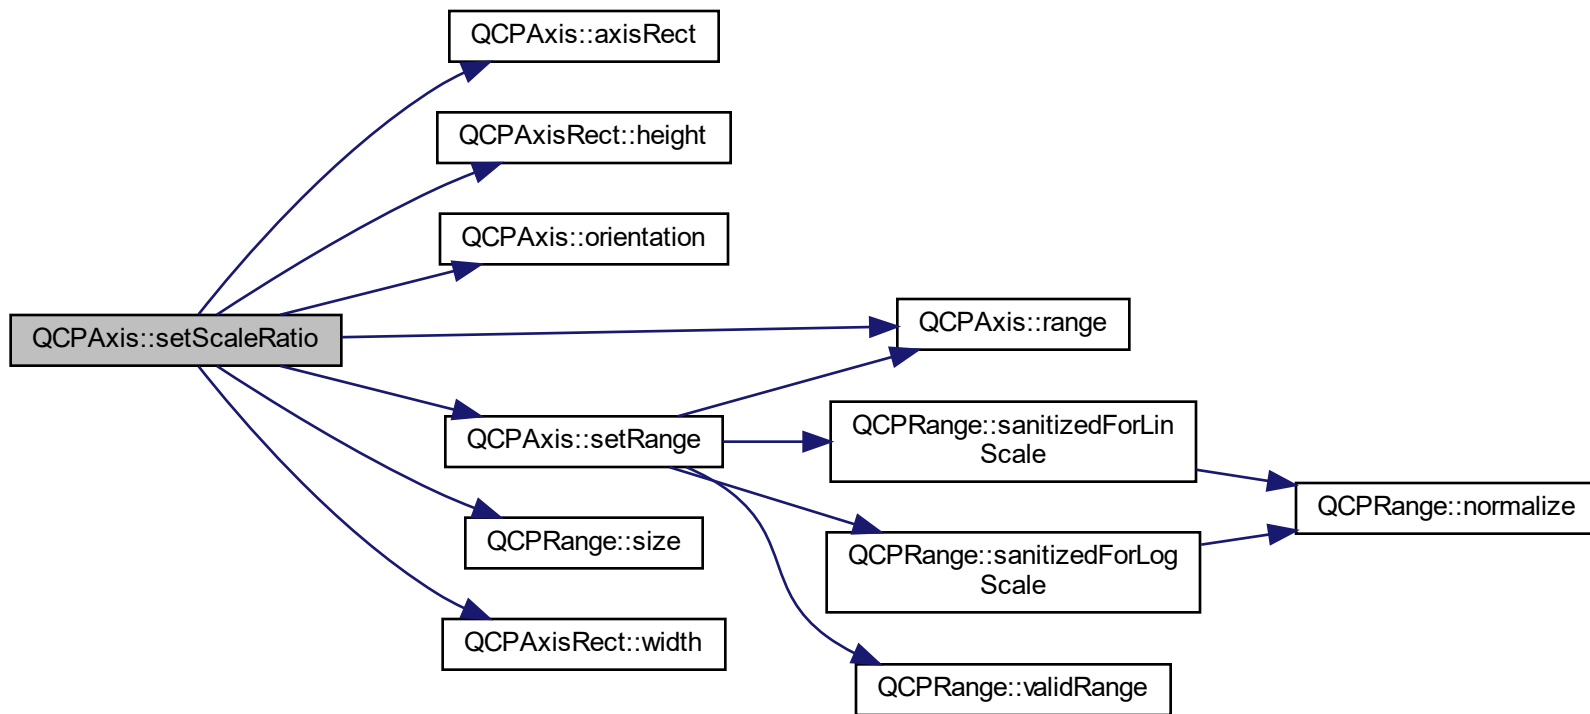 QCPAxis::axisRect
QCPAxisRect::height
QCPAxis::orientation
QCPAxis::setScaleRatio
QCPAxis::range
QCPAxis::setRange
QCPRange::sanitizedForLin
Scale
QCPRange::normalize
QCPRange::size
QCPRange::sanitizedForLog
Scale
QCPAxisRect::width
QCPRange::validRange